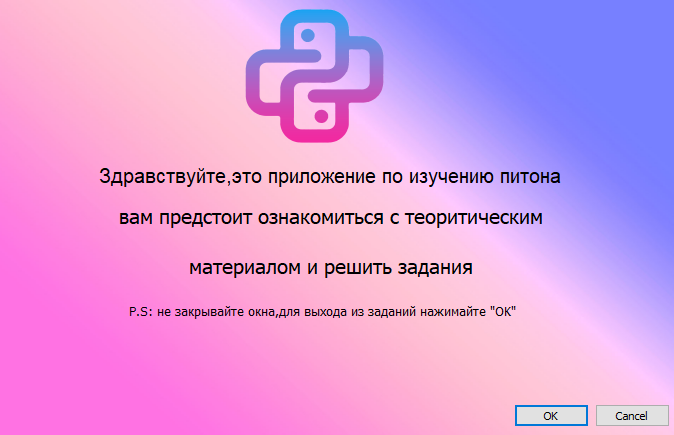 Здравствуйте,это приложение по изучению питона
вам предстоит ознакомиться с теоритическим
материалом и решить задания
P.S: не закрывайте окна,для выхода из заданий нажимайте "ОК"
OK
Cancel